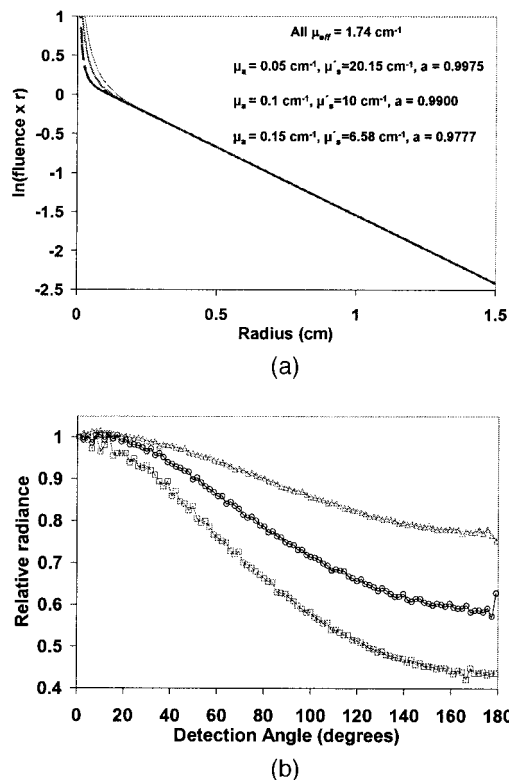 (a)
All μeff = 1.74 cm⁻¹
μa = 0.05 cm⁻¹, μ´s=20.15 cm⁻¹, a = 0.9975
μa = 0.1 cm⁻¹, μ´s=10 cm⁻¹, a = 0.9900
μa = 0.15 cm⁻¹, μ´s=6.58 cm⁻¹, a = 0.9777
ln(fluence x r)
1
0.5
0
-0.5
-1
-1.5
-2
-2.5
0 0.5 1 1.5
Radius (cm)
(a)
Relative radiance
1
0.9
0.8
0.7
0.6
0.5
0.4
0 20 40 60 80 100 120 140 160 180
Detection Angle (degrees)
(b)